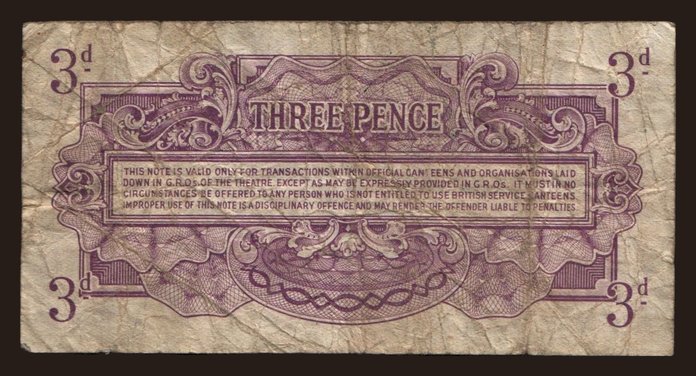 3d 3d
THREE PENCE
THIS NOTE IS VALID ONLY FOR TRANSACTIONS WITHIN OFFICIAL CANTEENS AND ORGANISATIONS LAID
DOWN IN G.R.Os. OF THE THEATRE. EXCEPT AS MAY BE EXPRESSLY PROVIDED IN G.R.Os. IT MUST IN NO
CIRCUMSTANCES BE OFFERED TO ANY PERSON WHO IS NOT ENTITLED TO USE BRITISH SERVICE CANTEENS.
IMPROPER USE OF THIS NOTE IS A DISCIPLINARY OFFENCE AND MAY RENDER THE OFFENDER LIABLE TO PENALTIES.
3d 3d